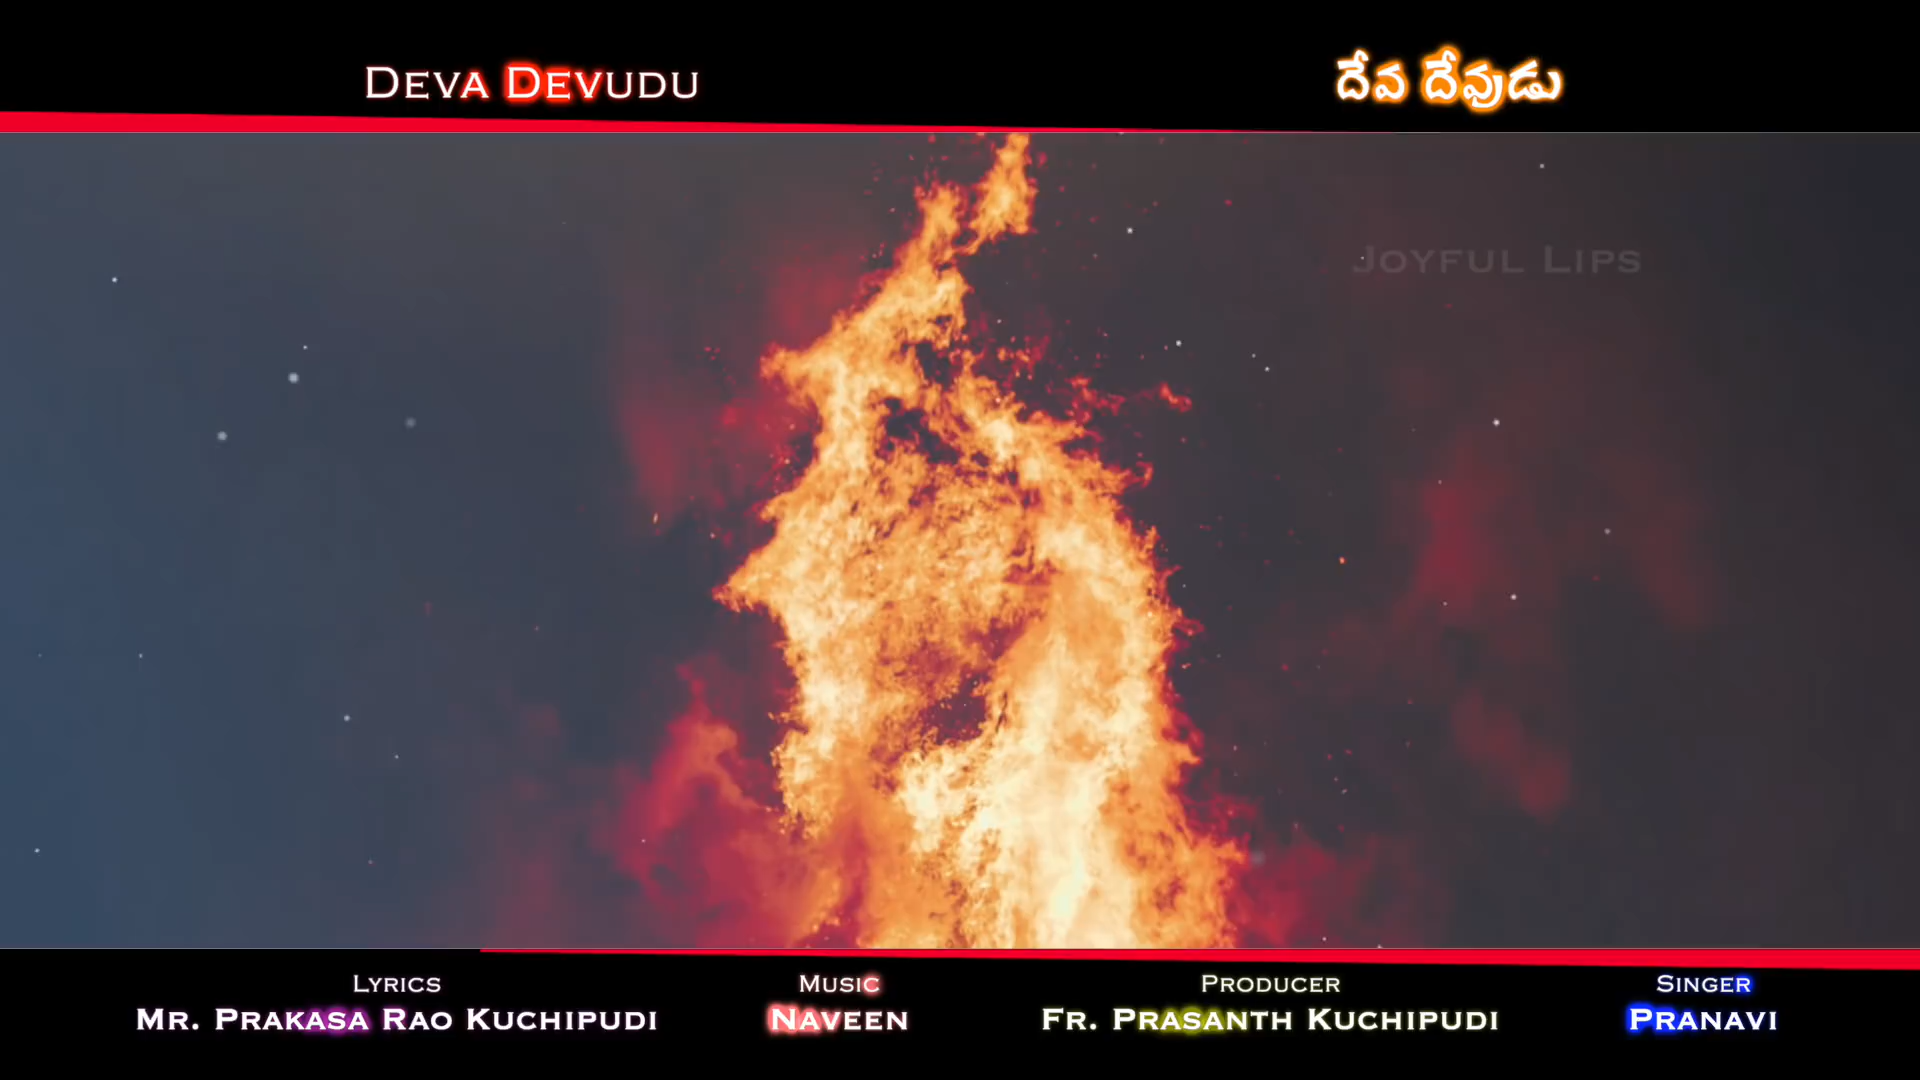 Deva Devudu
దేవ దేవుడు
Joyful Lips
Lyrics
Mr. Prakasa Rao Kuchipudi
Music
Naveen
Producer
Fr. Prasanth Kuchipudi
Singer
Pranavi